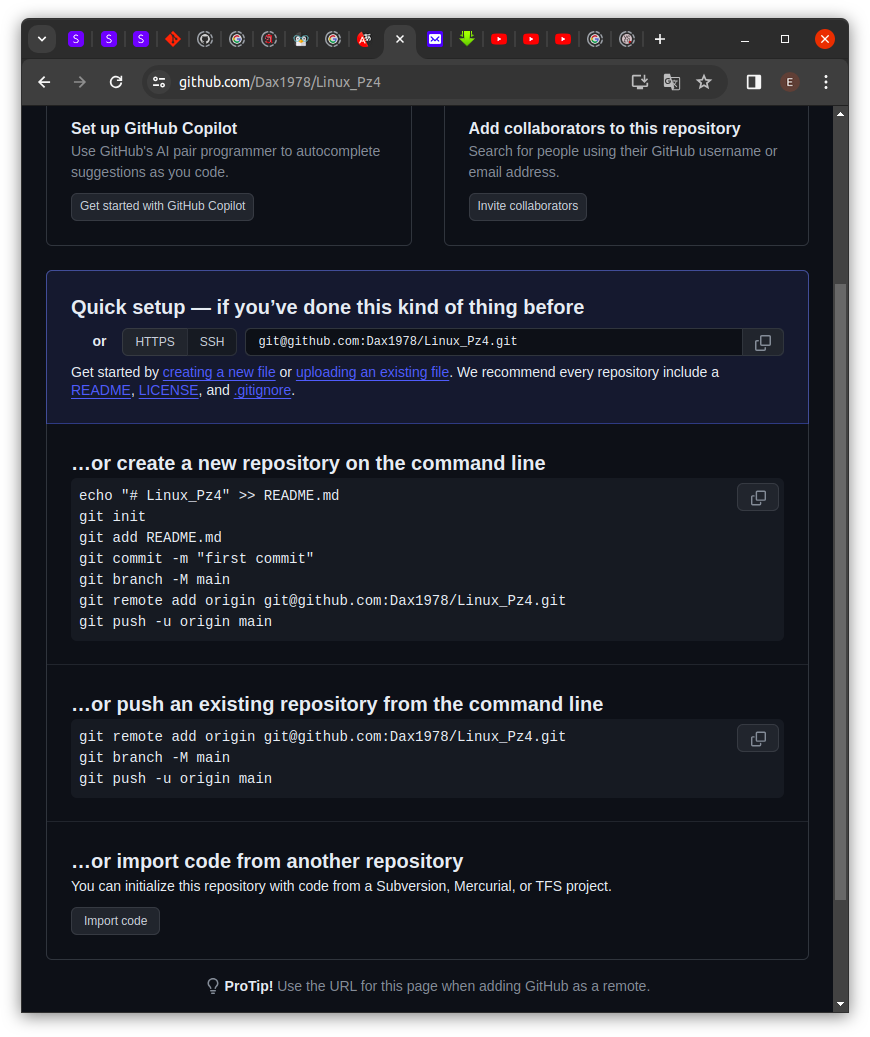 S
S
S
github.com/Dax1978/Linux_Pz4
E
Set up GitHub Copilot
Use GitHub's AI pair programmer to autocomplete
suggestions as you code.
Get started with GitHub Copilot
Add collaborators to this repository
Search for people using their GitHub username or
email address.
Invite collaborators
Quick setup — if you’ve done this kind of thing before
or HTTPS SSH git@github.com:Dax1978/Linux_Pz4.git
Get started by creating a new file or uploading an existing file. We recommend every repository include a
README, LICENSE, and .gitignore.
…or create a new repository on the command line
echo "# Linux_Pz4" >> README.md
git init
git add README.md
git commit -m "first commit"
git branch -M main
git remote add origin git@github.com:Dax1978/Linux_Pz4.git
git push -u origin main
…or push an existing repository from the command line
git remote add origin git@github.com:Dax1978/Linux_Pz4.git
git branch -M main
git push -u origin main
…or import code from another repository
You can initialize this repository with code from a Subversion, Mercurial, or TFS project.
Import code
ProTip! Use the URL for this page when adding GitHub as a remote.